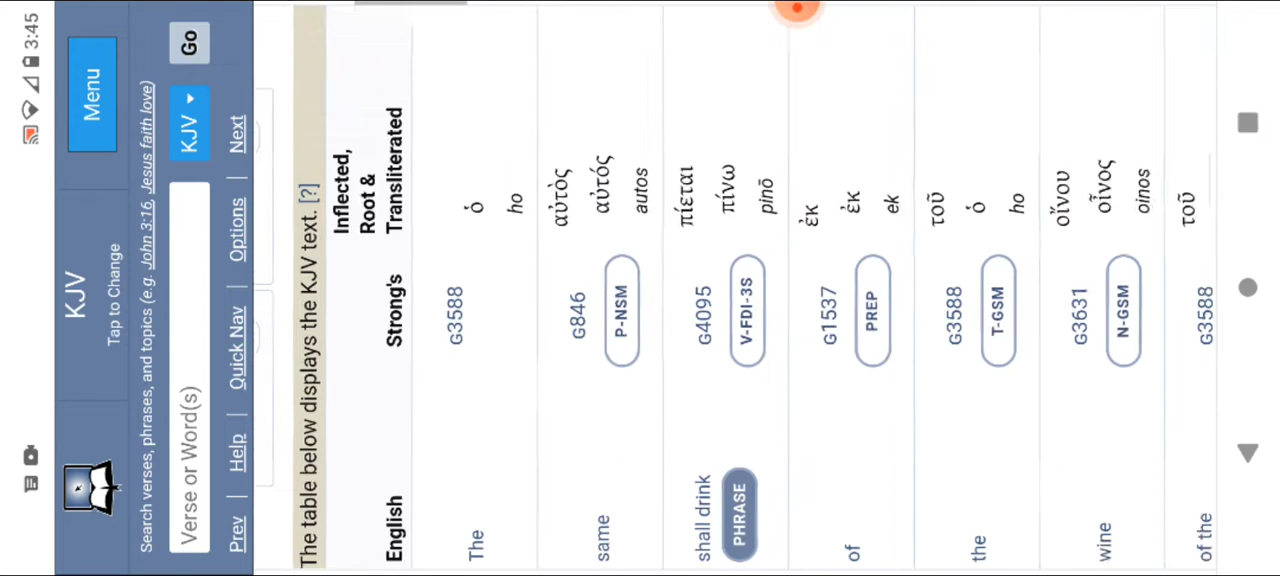 3:45
KJV
Tap to Change
Menu
Search verses, phrases, and topics (e.g. John 3:16, Jesus faith love)
Verse or Word(s)
KJV
Go
Prev | Help | Quick Nav | Options | Next
The table below displays the KJV text. [?]
English
Strong's
Inflected,
Root &
Transliterated
The
G3588
ὁ
ho
same
G846
P-NSM
αὐτὸς
αὐτός
autos
shall drink
PHRASE
G4095
V-FDI-3S
πίεται
πίνω
pinō
of
G1537
PREP
ἐκ
ἐκ
ek
the
G3588
T-GSM
τοῦ
ὁ
ho
wine
G3631
N-GSM
οἴνου
οἶνος
oinos
of the
G3588
τοῦ